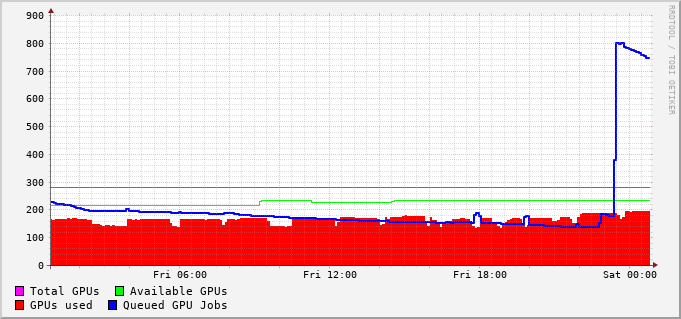 900
800
700
600
500
400
300
200
100
0
Fri 06:00 Fri 12:00 Fri 18:00 Sat 00:00
Total GPUs Available GPUs
GPUs used Queued GPU Jobs
RRDTOOL / TOBI OETIKER